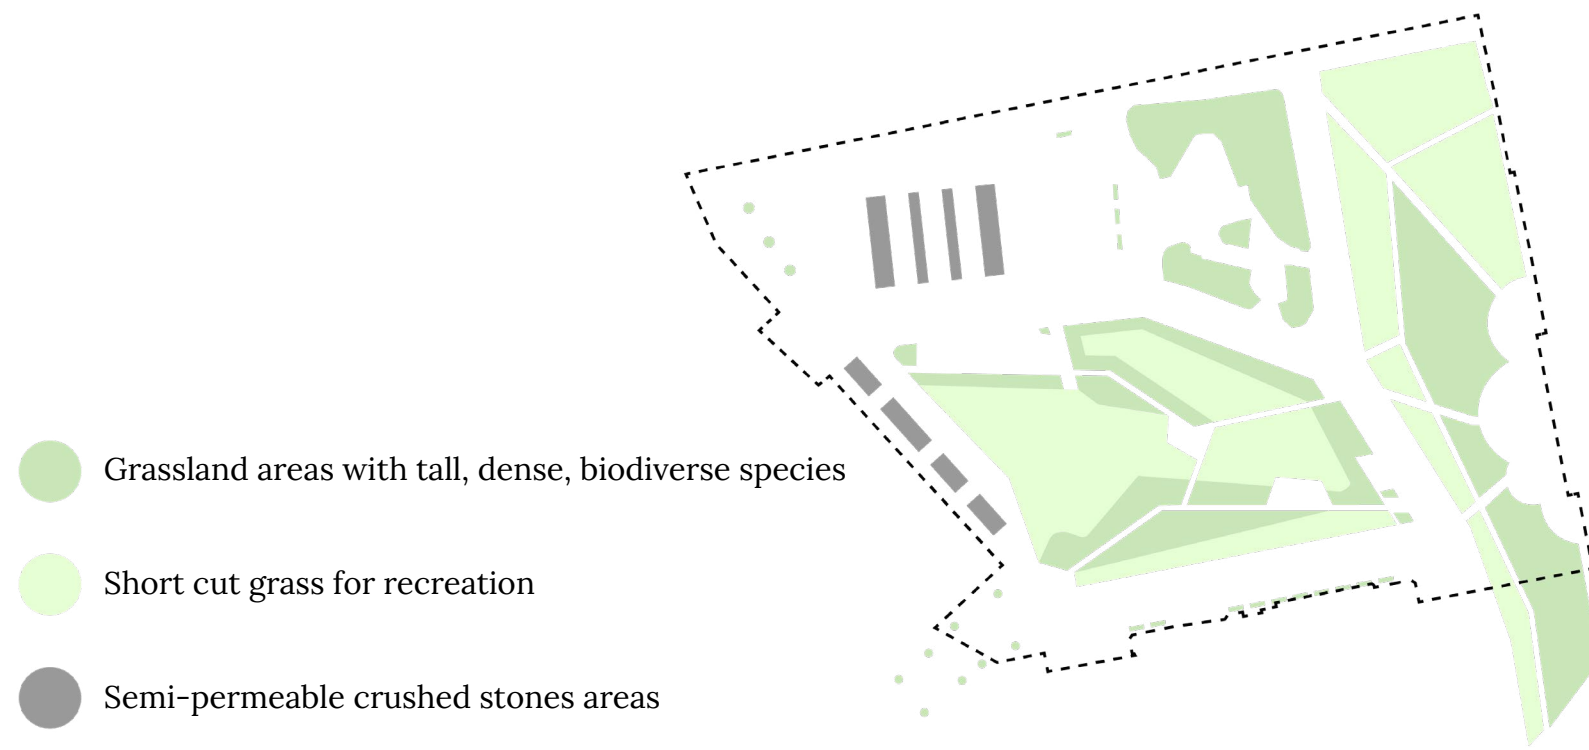 Grassland areas with tall, dense, biodiverse species
Short cut grass for recreation
Semi-permeable crushed stones areas